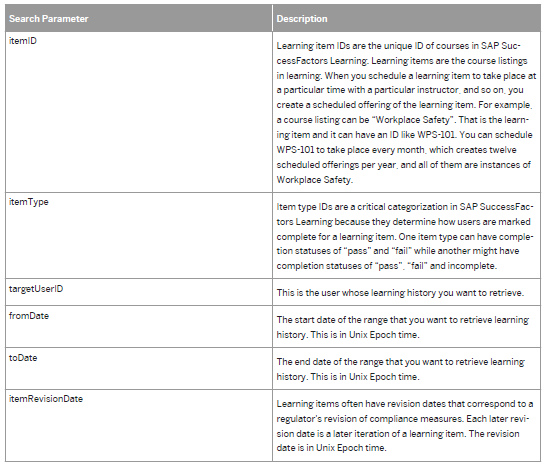 Search Parameter
Description
itemID
Learning item IDs are the unique ID of courses in SAP Suc-
cessFactors Learning. Learning items are the course listings
in learning. When you schedule a learning item to take place at
a particular time with a particular instructor, and so on, you
create a scheduled offering of the learning item. For example,
a course listing can be “Workplace Safety”. That is the learn-
ing item and it can have an ID like WPS-101. You can schedule
WPS-101 to take place every month, which creates twelve
scheduled offerings per year, and all of them are instances of
Workplace Safety.
itemType
Item type IDs are a critical categorization in SAP SuccessFac-
tors Learning because they determine how users are marked
complete for a learning item. One item type can have comple-
tion statuses of “pass” and “fail” while another might have
completion statuses of “pass”, “fail” and incomplete.
targetUserID
This is the user whose learning history you want to retrieve.
fromDate
The start date of the range that you want to retrieve learning
history. This is in Unix Epoch time.
toDate
The end date of the range that you want to retrieve learning
history. This is in Unix Epoch time.
itemRevisionDate
Learning items often have revision dates that correspond to a
regulator's revision of compliance measures. Each later revi-
sion date is a later iteration of a learning item. The revision
date is in Unix Epoch time.